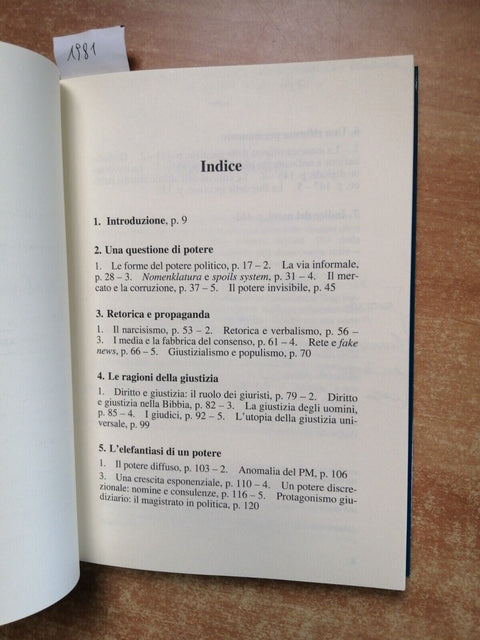 1981
Indice
1. Introduzione, p. 9
2. Una questione di potere
1. Le forme del potere politico, p. 17 – 2. La via informale,
p. 28 – 3. Nomenklatura e spoils system, p. 31 – 4. Il mer-
cato e la corruzione, p. 37 – 5. Il potere invisibile, p. 45
3. Retorica e propaganda
1. Il narcisismo, p. 53 – 2. Retorica e verbalismo, p. 56 –
3. I media e la fabbrica del consenso, p. 61 – 4. Rete e fake
news, p. 66 – 5. Giustizialismo e populismo, p. 70
4. Le ragioni della giustizia
1. Diritto e giustizia: il ruolo dei giuristi, p. 79 – 2. Diritto
e giustizia nella Bibbia, p. 82 – 3. La giustizia degli uomini,
p. 85 – 4. I giudici, p. 92 – 5. L'utopia della giustizia uni-
versale, p. 99
5. L'elefantiasi di un potere
1. Il potere diffuso, p. 103 – 2. Anomalia del PM, p. 106
3. Una crescita esponenziale, p. 110 – 4. Un potere discre-
zionale: nomine e consulenze, p. 116 – 5. Protagonismo giu-
diziario: il magistrato in politica, p. 120